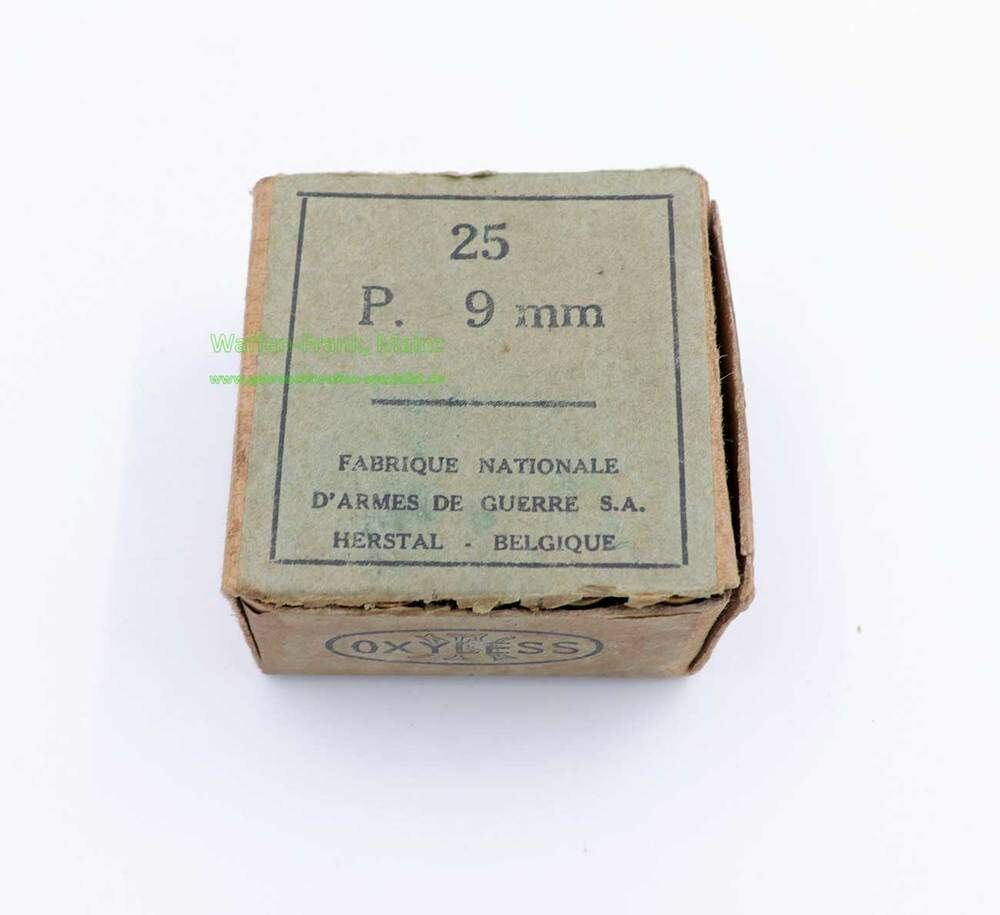 25
P. 9 mm
Waffen-Frank, Mainz
FABRIQUE NATIONALE
D'ARMES DE GUERRE S.A.
HERSTAL - BELGIQUE
OXYLESS